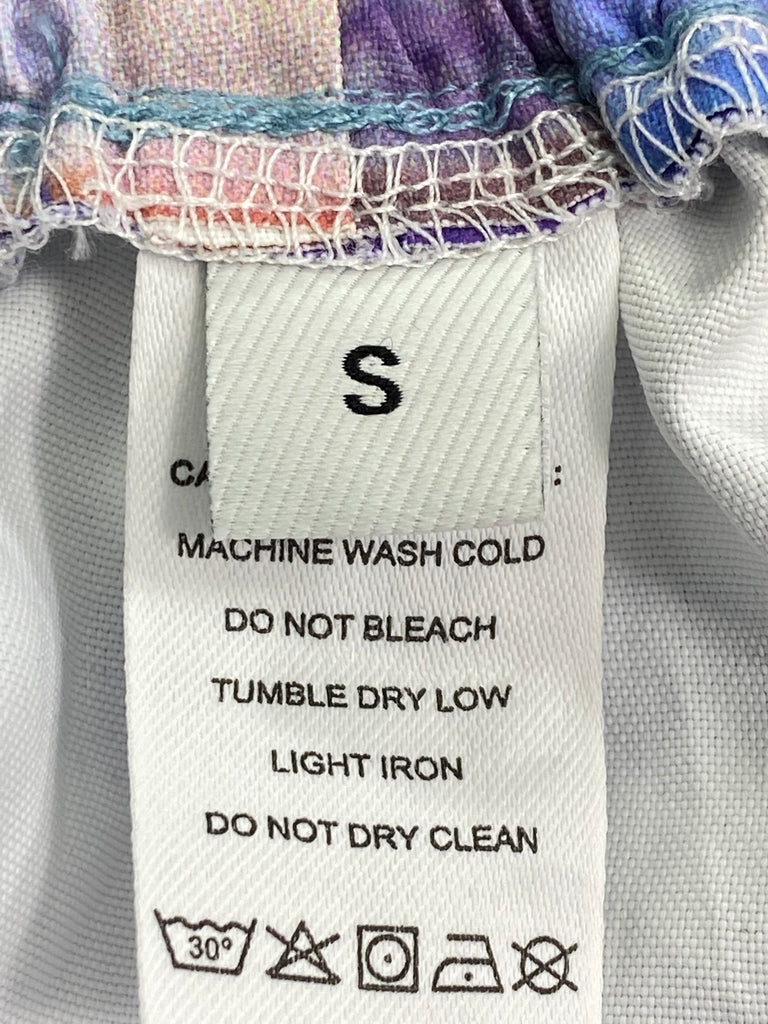 S
MACHINE WASH COLD
DO NOT BLEACH
TUMBLE DRY LOW
LIGHT IRON
DO NOT DRY CLEAN
30°